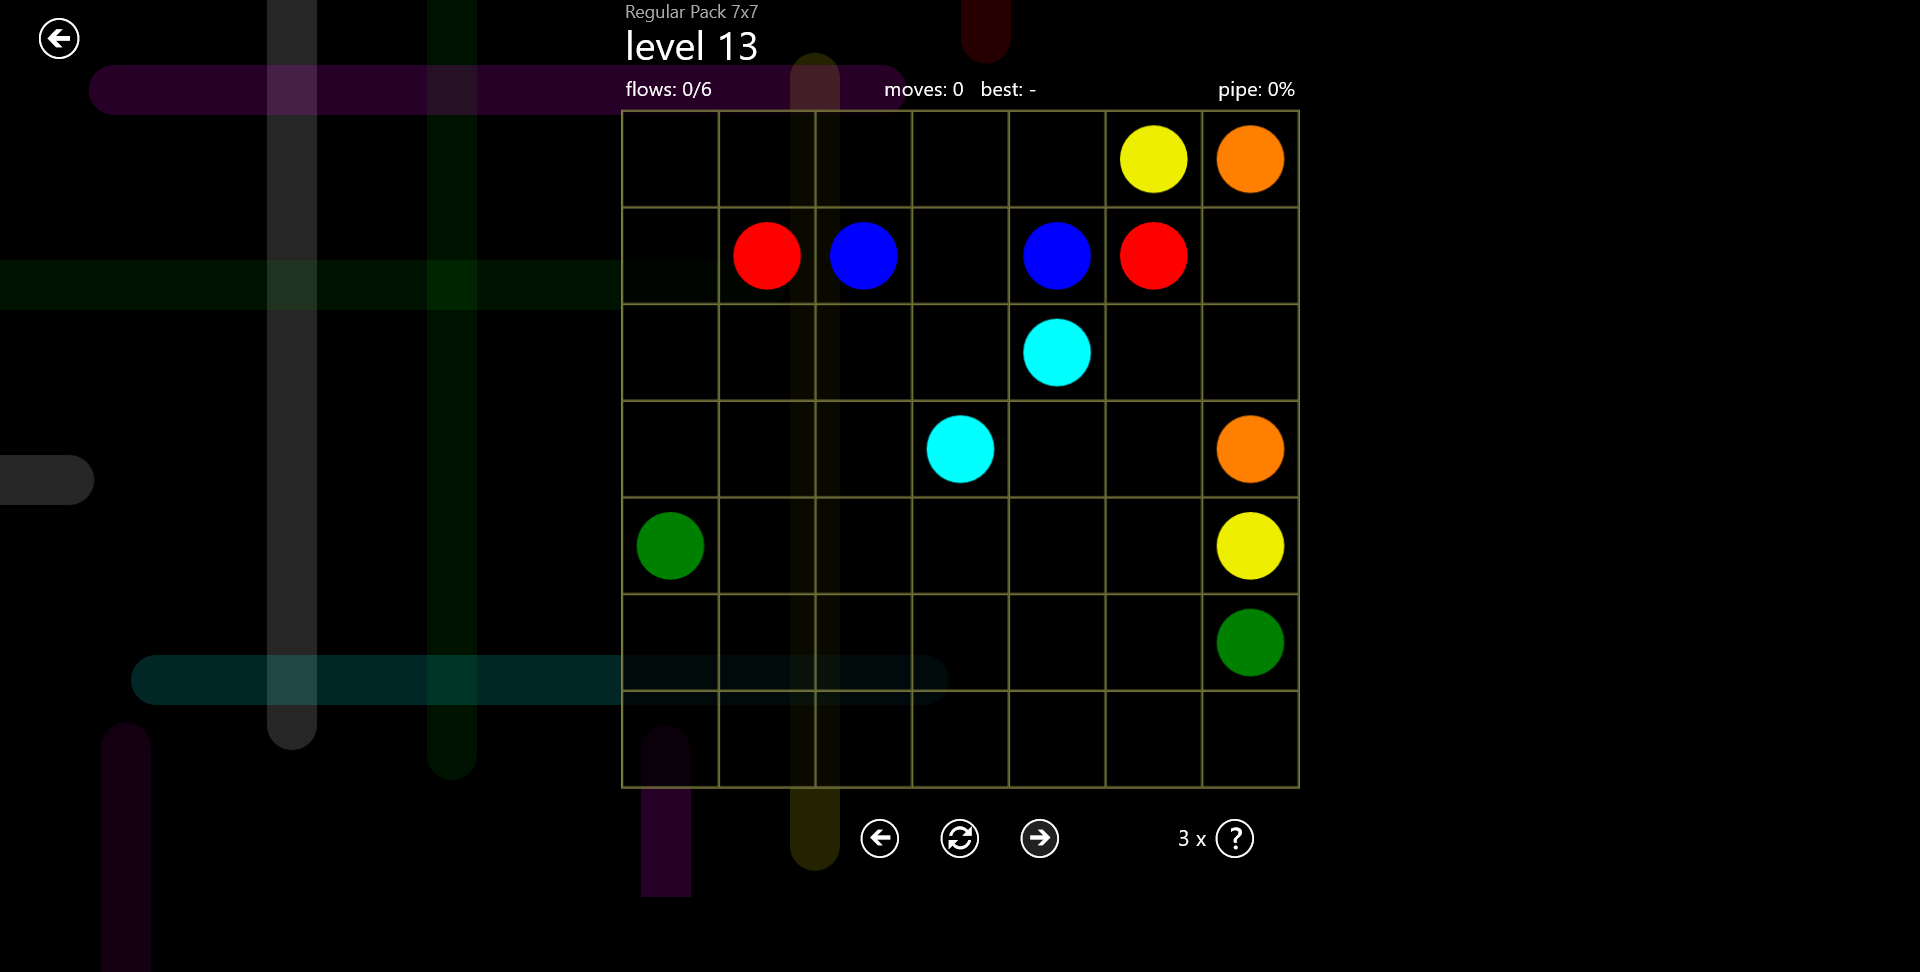 Regular Pack 7x7
level 13
flows: 0/6 moves: 0 best: - pipe: 0%
3 x ?